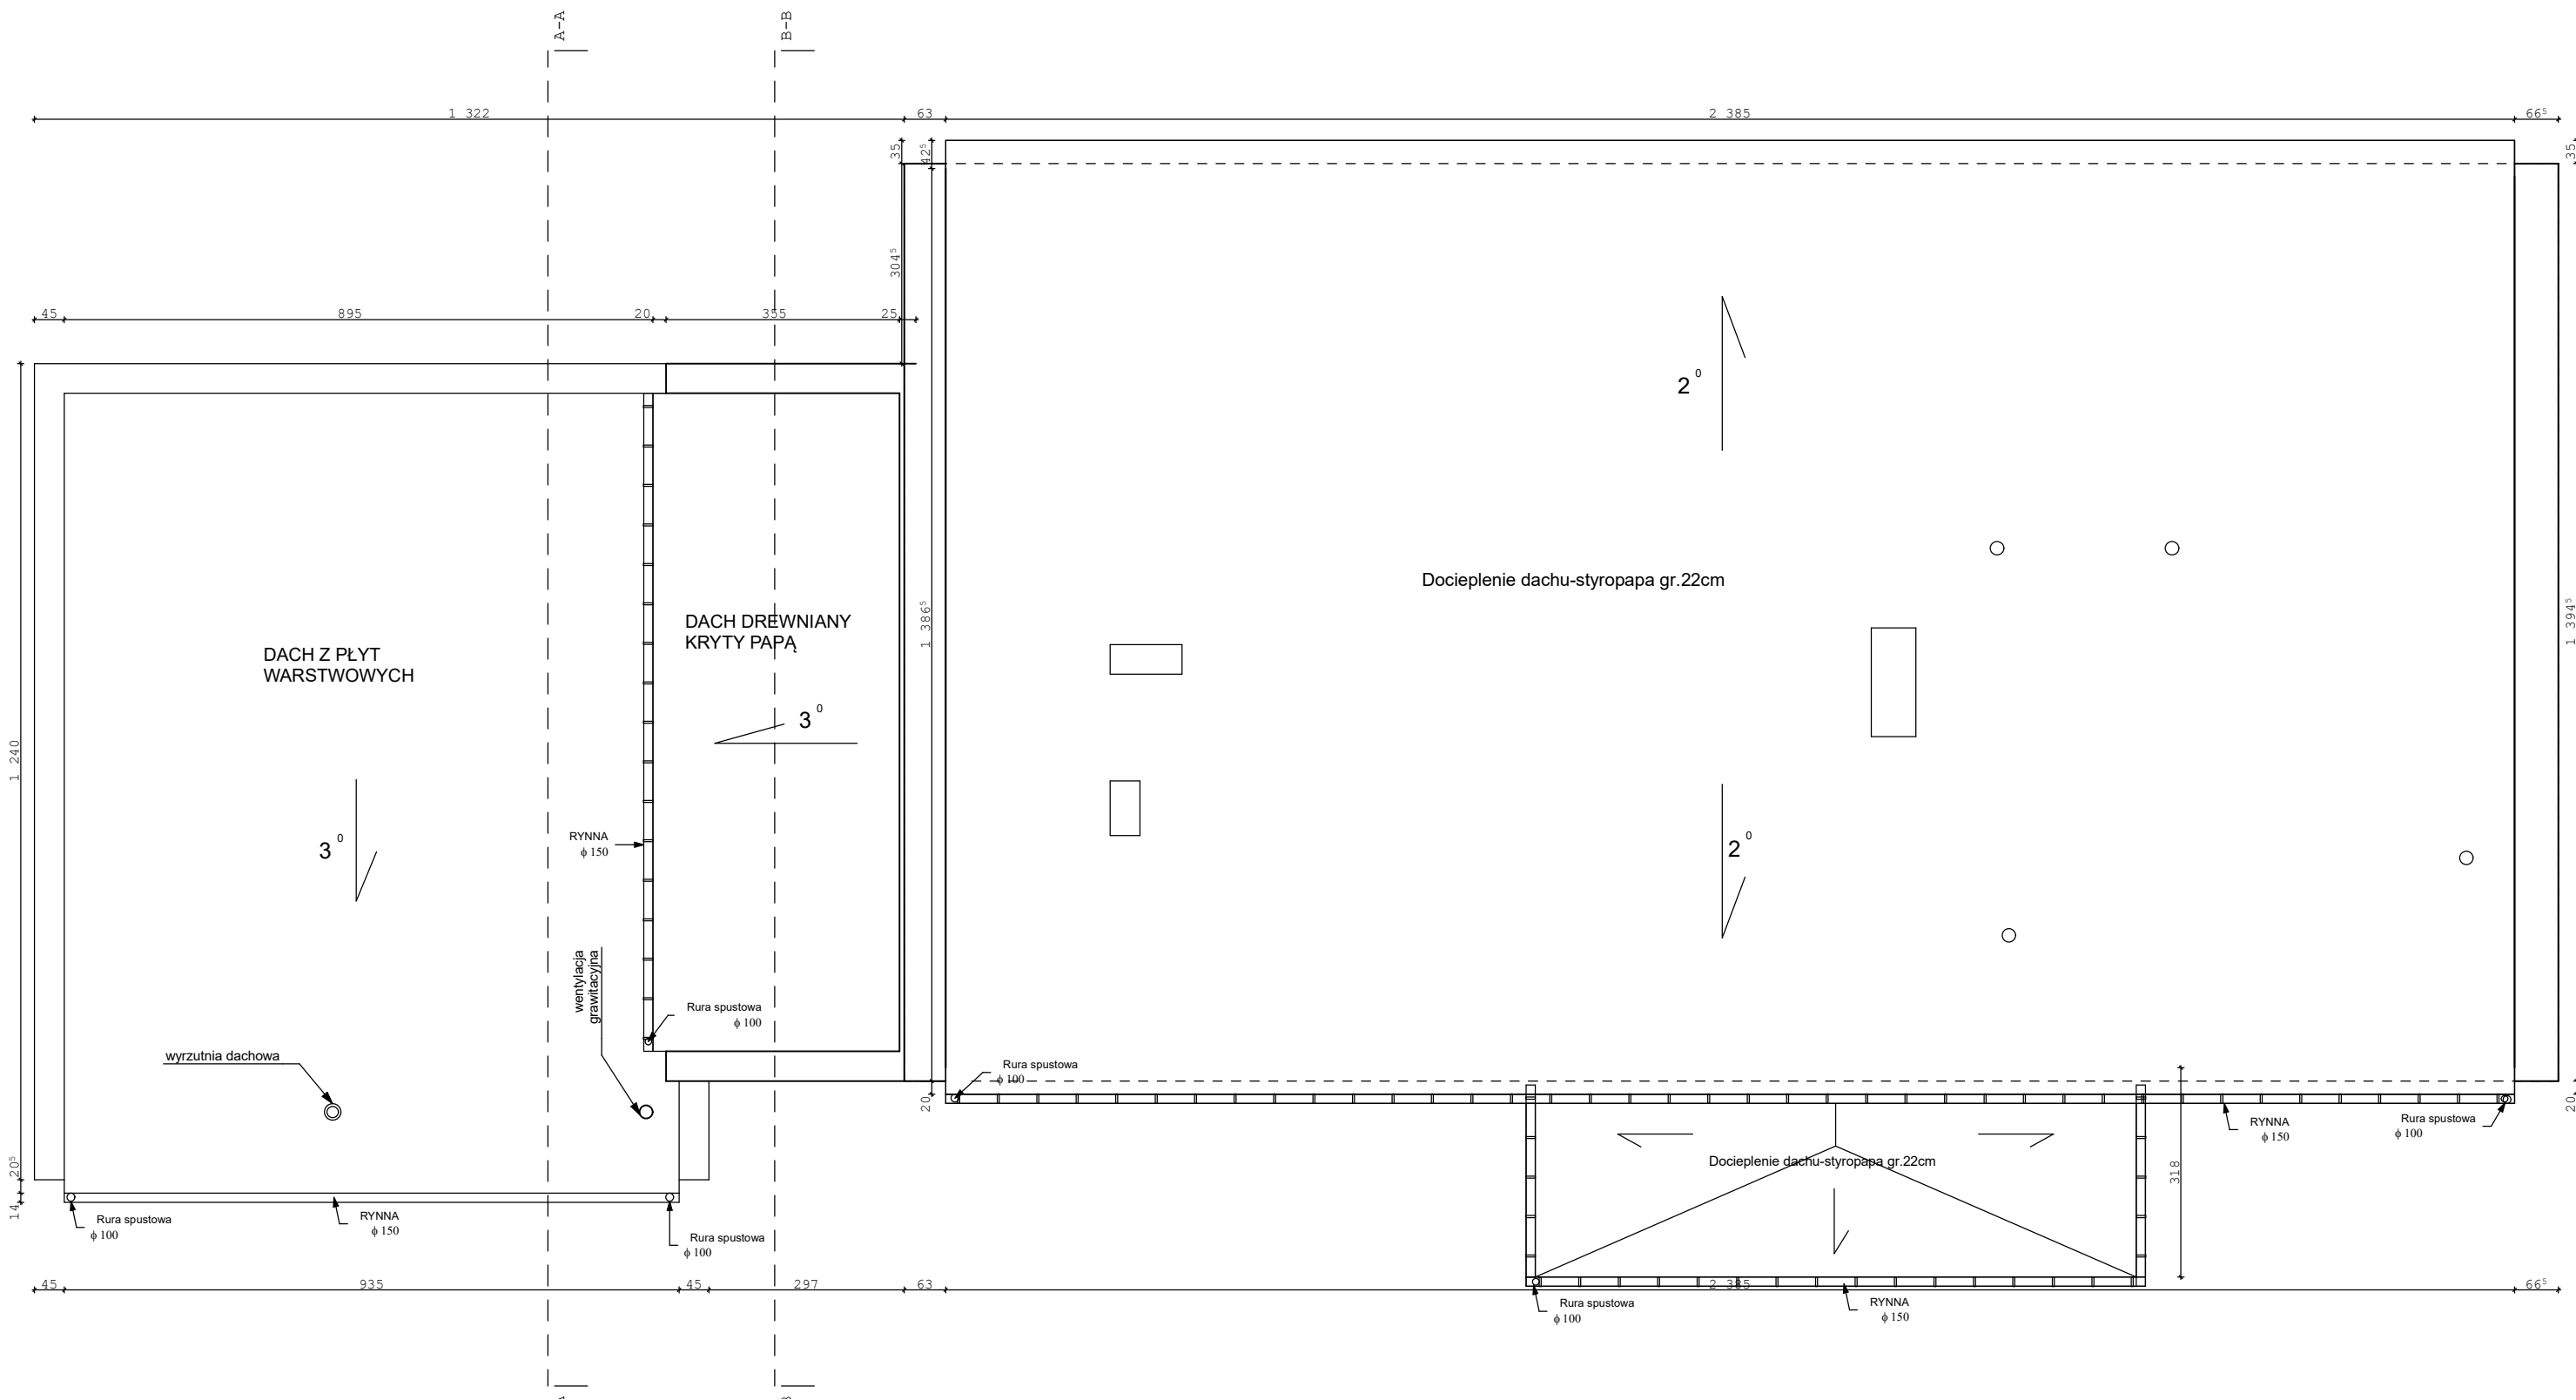 A-A
B-B
1 322
63
2 385
66⁵
35
42⁵
35
304⁵
45
895
20
355
25
2⁰
Docieplenie dachu-styropapa gr.22cm
1 386⁵
1 394⁵
DACH DREWNIANY
KRYTY PAPĄ
DACH Z PŁYT
WARSTWOWYCH
3⁰
1 240
3⁰
RYNNA
ϕ 150
2⁰
wentylacja
grawitacyjna
Rura spustowa
ϕ 100
wyrzutnia dachowa
Rura spustowa
ϕ 100
20
20
RYNNA
ϕ 150
Rura spustowa
ϕ 100
Docieplenie dachu-styropapa gr.22cm
318
20⁵
14
Rura spustowa
ϕ 100
RYNNA
ϕ 150
Rura spustowa
ϕ 100
45
935
45
297
63
2 385
66⁵
Rura spustowa
ϕ 100
RYNNA
ϕ 150